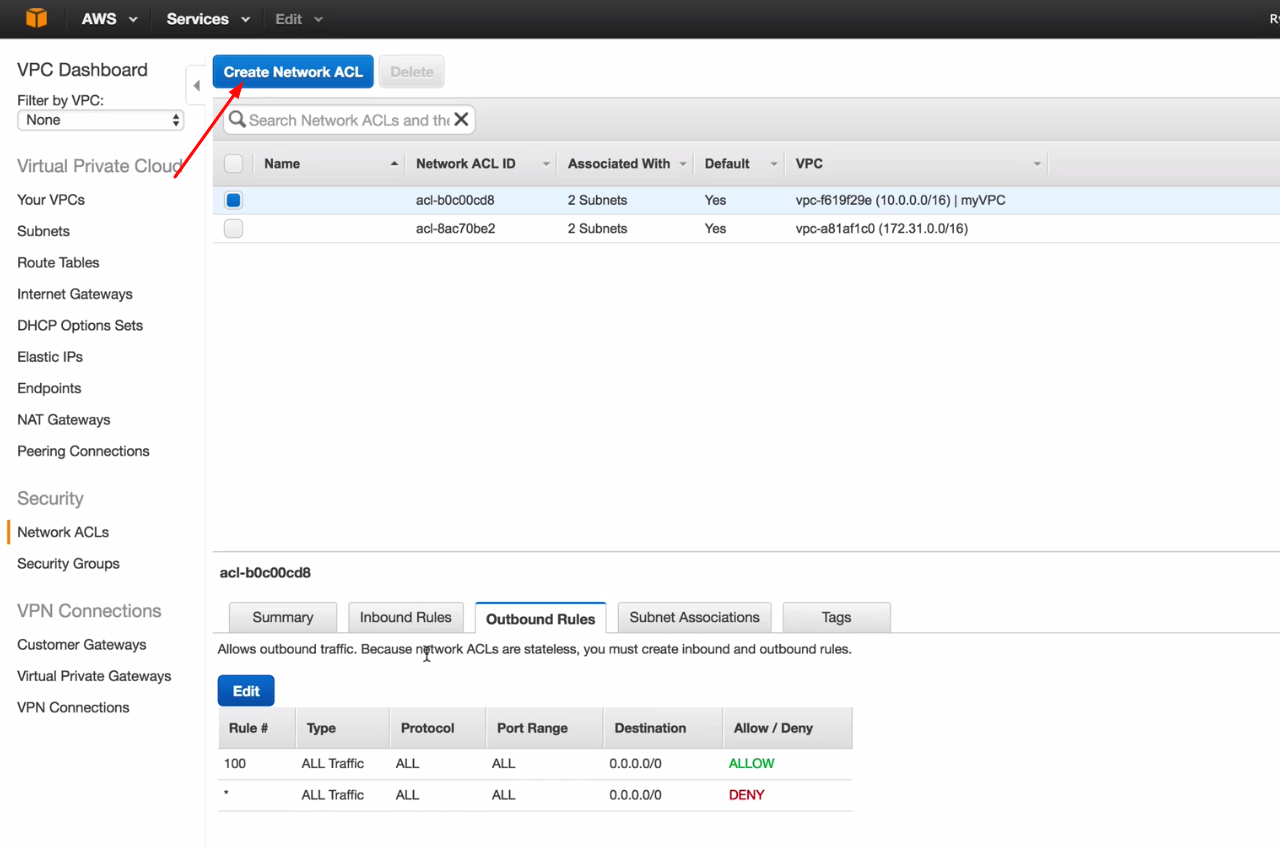 AWS Services Edit
VPC Dashboard
Filter by VPC:
None
Virtual Private Cloud
Your VPCs
Subnets
Route Tables
Internet Gateways
DHCP Options Sets
Elastic IPs
Endpoints
NAT Gateways
Peering Connections
Security
Network ACLs
Security Groups
VPN Connections
Customer Gateways
Virtual Private Gateways
VPN Connections
Create Network ACL Delete
Search Network ACLs and the
Name Network ACL ID Associated With Default VPC
acl-b0c00cd8 2 Subnets Yes vpc-f619f29e (10.0.0.0/16) | myVPC
acl-8ac70be2 2 Subnets Yes vpc-a81af1c0 (172.31.0.0/16)
acl-b0c00cd8
Summary Inbound Rules Outbound Rules Subnet Associations Tags
Allows outbound traffic. Because network ACLs are stateless, you must create inbound and outbound rules.
Edit
Rule # Type Protocol Port Range Destination Allow / Deny
100 ALL Traffic ALL ALL 0.0.0.0/0 ALLOW
* ALL Traffic ALL ALL 0.0.0.0/0 DENY